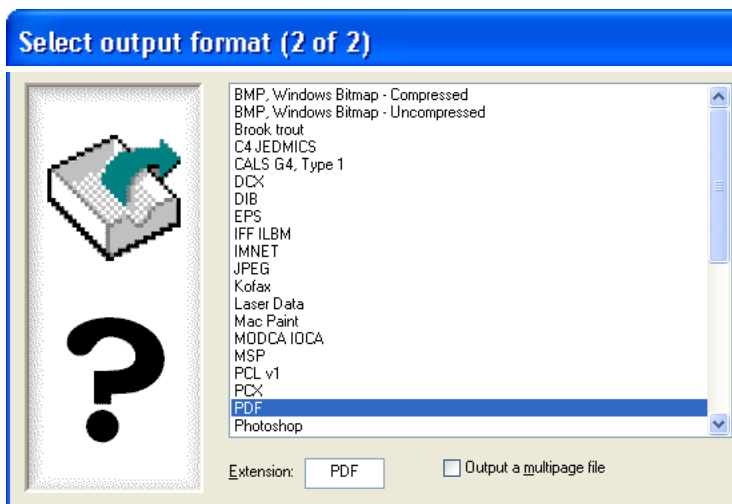 Select output format (2 of 2)
BMP, Windows Bitmap - Compressed
BMP, Windows Bitmap - Uncompressed
Brook trout
C4 JEDMICS
CALS G4, Type 1
DCX
DIB
EPS
IFF ILBM
IMNET
JPEG
Kofax
Laser Data
Mac Paint
MODCA IOCA
MSP
PCL v1
PCX
PDF
Photoshop
Extension: PDF Output a multipage file